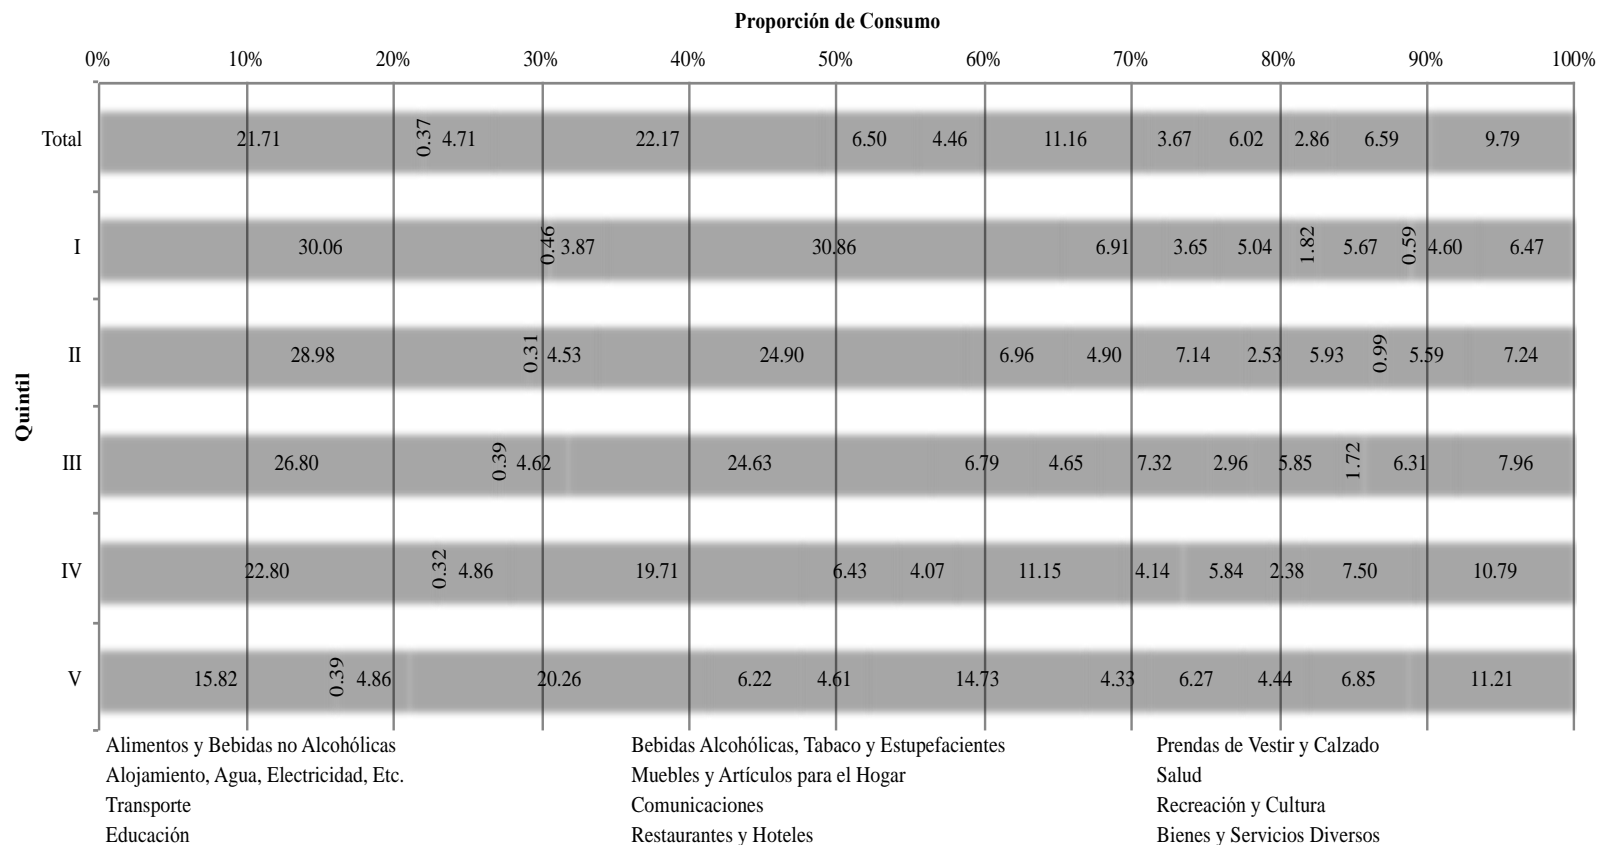 Proporción de Consumo
0% 10% 20% 30% 40% 50% 60% 70% 80% 90% 100%
Total 21.71 0.37 4.71 22.17 6.50 4.46 11.16 3.67 6.02 2.86 6.59 9.79
I 30.06 0.46 3.87 30.86 6.91 3.65 5.04 1.82 5.67 0.59 4.60 6.47
II 28.98 0.31 4.53 24.90 6.96 4.90 7.14 2.53 5.93 0.99 5.59 7.24
Quintil
III 26.80 0.39 4.62 24.63 6.79 4.65 7.32 2.96 5.85 1.72 6.31 7.96
IV 22.80 0.32 4.86 19.71 6.43 4.07 11.15 4.14 5.84 2.38 7.50 10.79
V 15.82 0.39 4.86 20.26 6.22 4.61 14.73 4.33 6.27 4.44 6.85 11.21
Alimentos y Bebidas no Alcohólicas Bebidas Alcohólicas, Tabaco y Estupefacientes Prendas de Vestir y Calzado
Alojamiento, Agua, Electricidad, Etc. Muebles y Artículos para el Hogar Salud
Transporte Comunicaciones Recreación y Cultura
Educación Restaurantes y Hoteles Bienes y Servicios Diversos